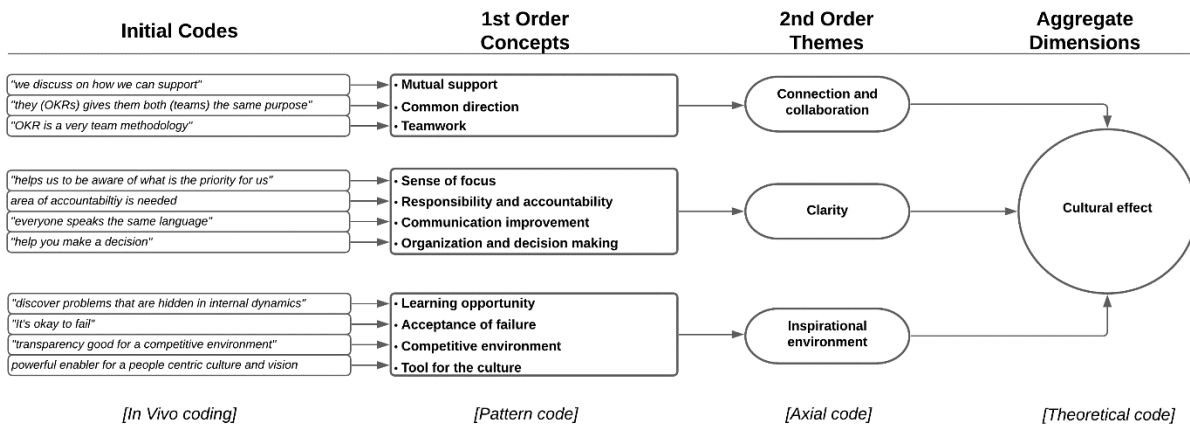 Initial Codes
1st Order
Concepts
2nd Order
Themes
Aggregate
Dimensions
"we discuss on how we can support"
"they (OKRs) gives them both (teams) the same purpose"
"OKR is a very team methodology"
• Mutual support
• Common direction
• Teamwork
Connection and
collaboration
"helps us to be aware of what is the priority for us"
area of accountabiltiy is needed
"everyone speaks the same language"
"help you make a decision"
• Sense of focus
• Responsibility and accountability
• Communication improvement
• Organization and decision making
Clarity
Cultural effect
"discover problems that are hidden in internal dynamics"
"It's okay to fail"
"transparency good for a competitive environment"
powerful enabler for a people centric culture and vision
• Learning opportunity
• Acceptance of failure
• Competitive environment
• Tool for the culture
Inspirational
environment
[In Vivo coding]
[Pattern code]
[Axial code]
[Theoretical code]